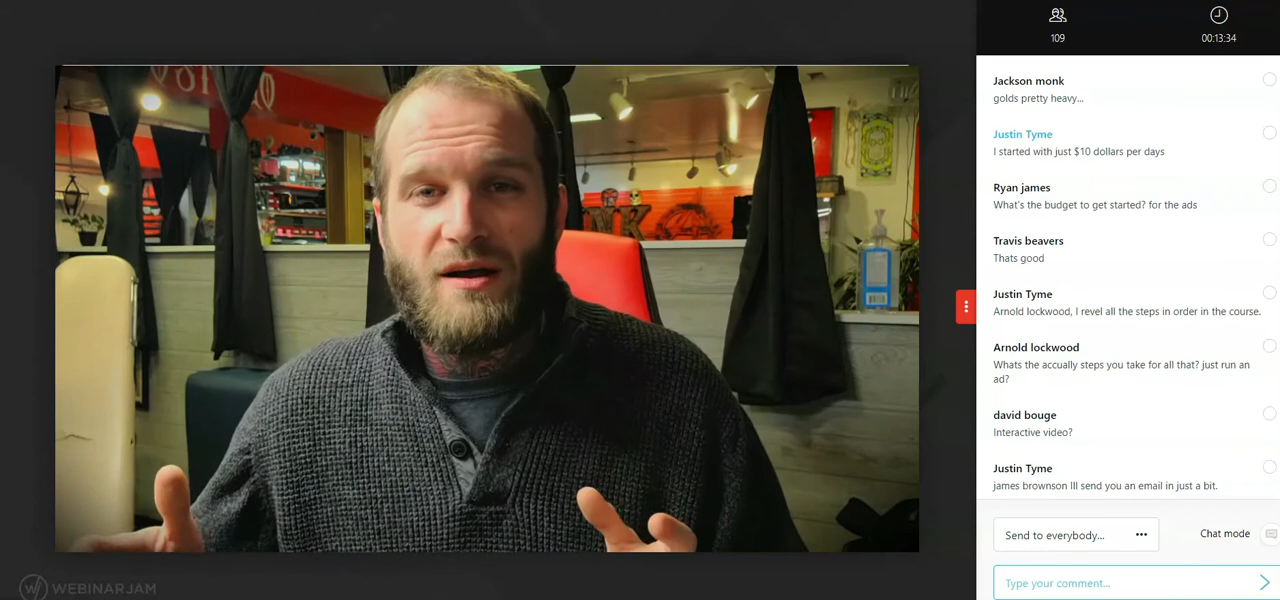 109
00:13:34
Jackson monk
golds pretty heavy...
Justin Tyme
I started with just $10 dollars per days
Ryan james
What's the budget to get started? for the ads
Travis beavers
Thats good
Justin Tyme
Arnold lockwood, I revel all the steps in order in the course.
Arnold lockwood
Whats the accually steps you take for all that? just run an
ad?
david bouge
Interactive video?
Justin Tyme
james brownson Ill send you an email in just a bit.
Send to everybody...
Chat mode
Type your comment...
WEBINARJAM